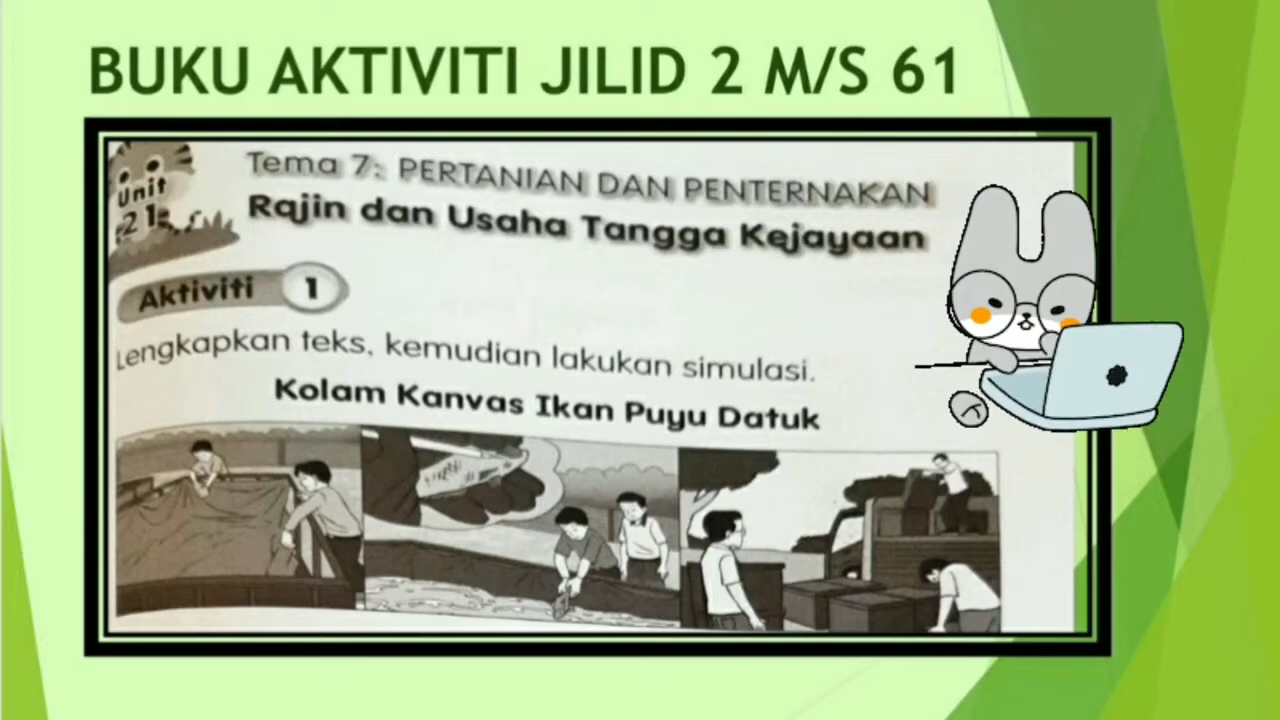 BUKU AKTIVITI JILID 2 M/S 61
Unit
21
Tema 7: PERTANIAN DAN PENTERNAKAN
Rajin dan Usaha Tangga Kejayaan
Aktiviti 1
Lengkapkan teks, kemudian lakukan simulasi.
Kolam Kanvas Ikan Puyu Datuk